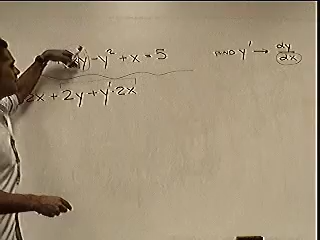 y - y² + x = 5
FIND y' → dy/dx
2x + 2y + y' 2x